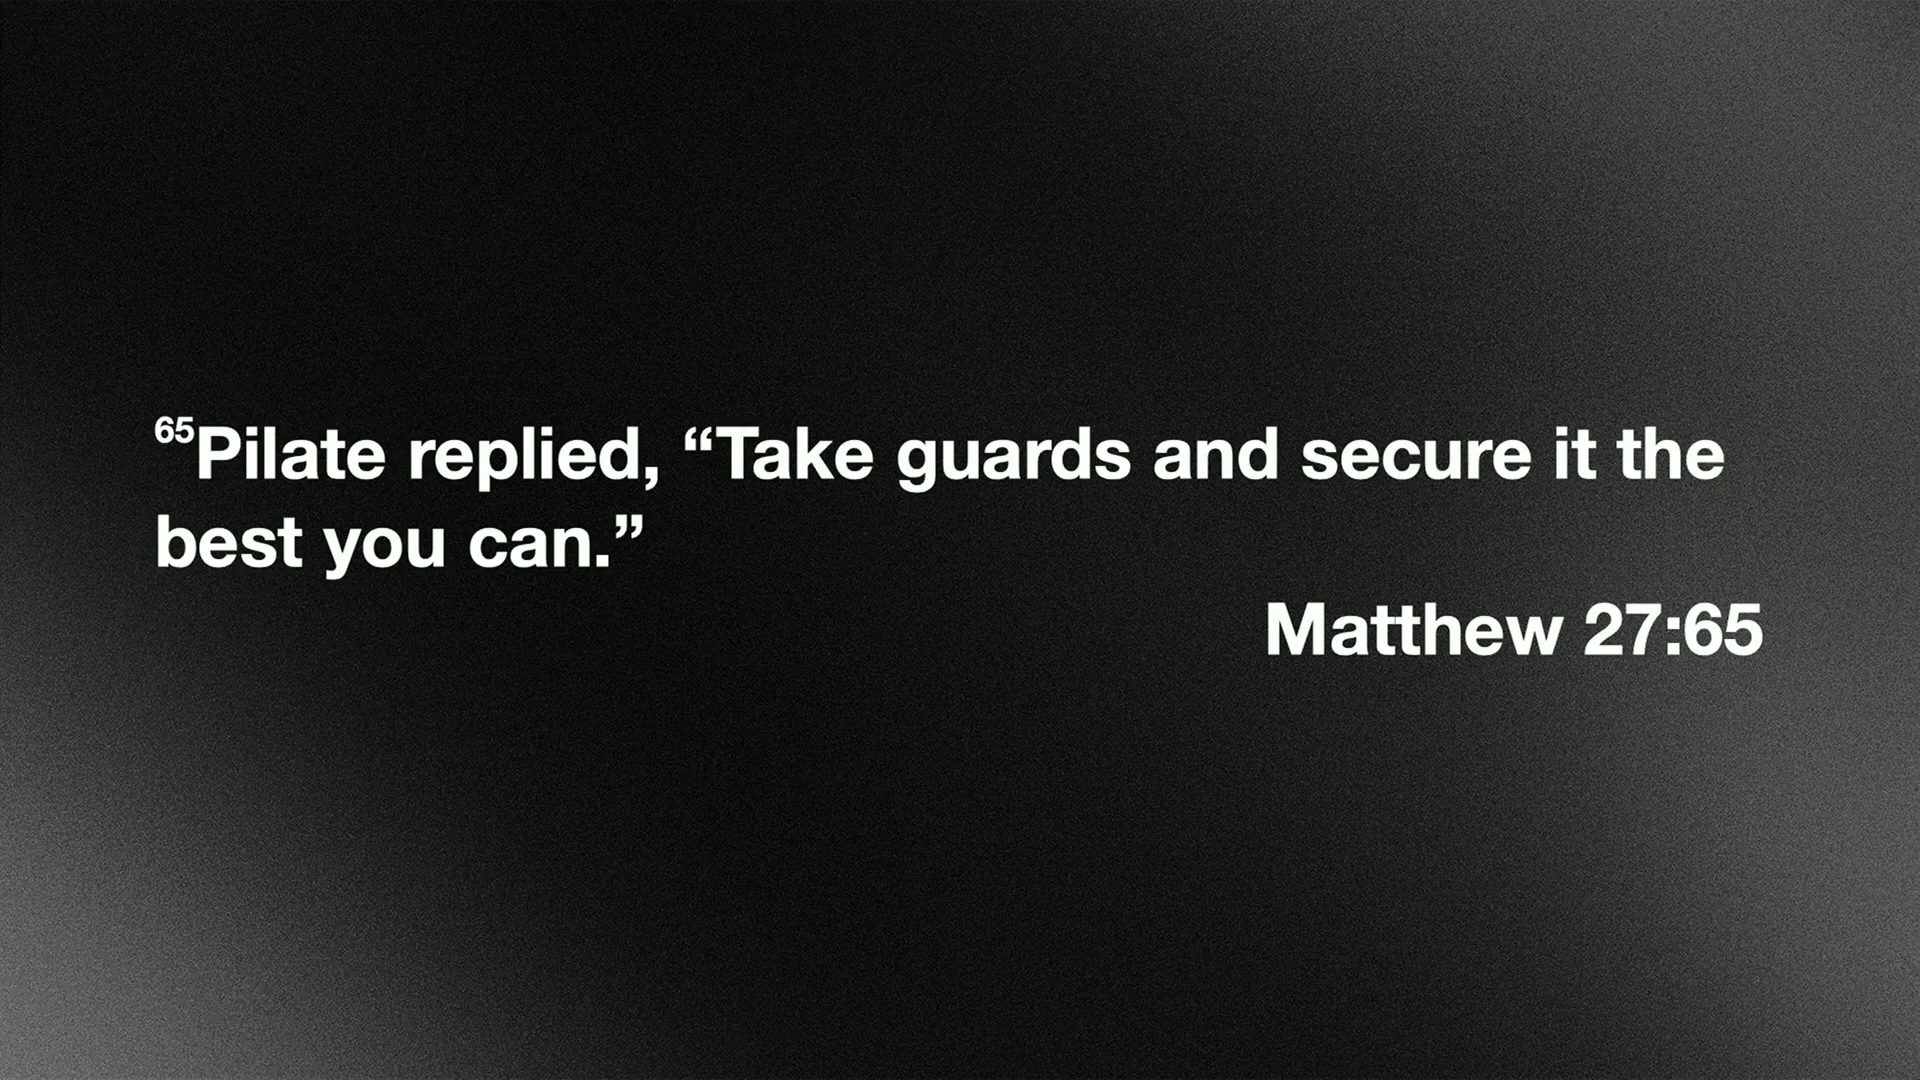 65Pilate replied, “Take guards and secure it the
best you can.”
Matthew 27:65